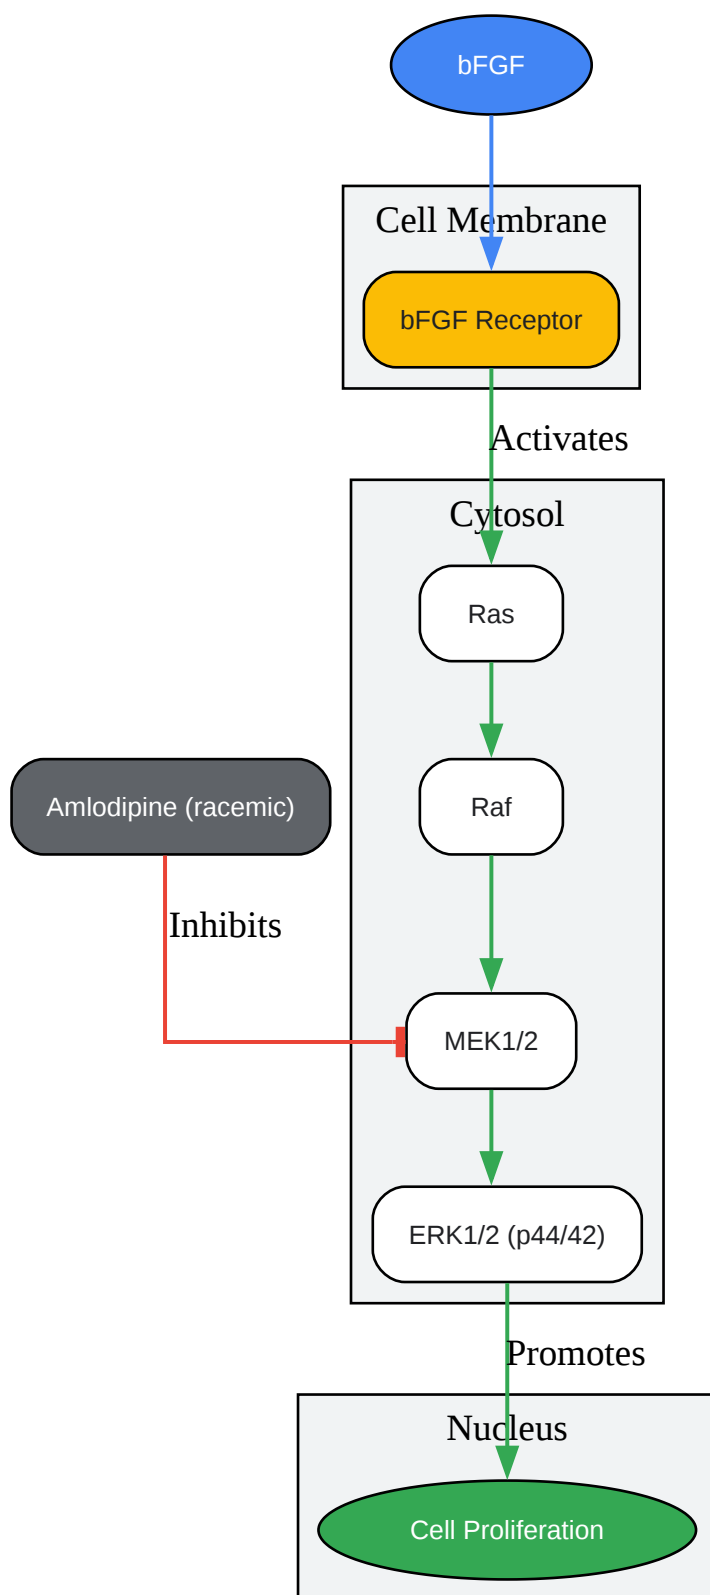 bFGF
Cell Membrane
bFGF Receptor
Activates
Cytosol
Ras
Raf
Amlodipine (racemic)
Inhibits
MEK1/2
ERK1/2 (p44/42)
Promotes
Nucleus
Cell Proliferation